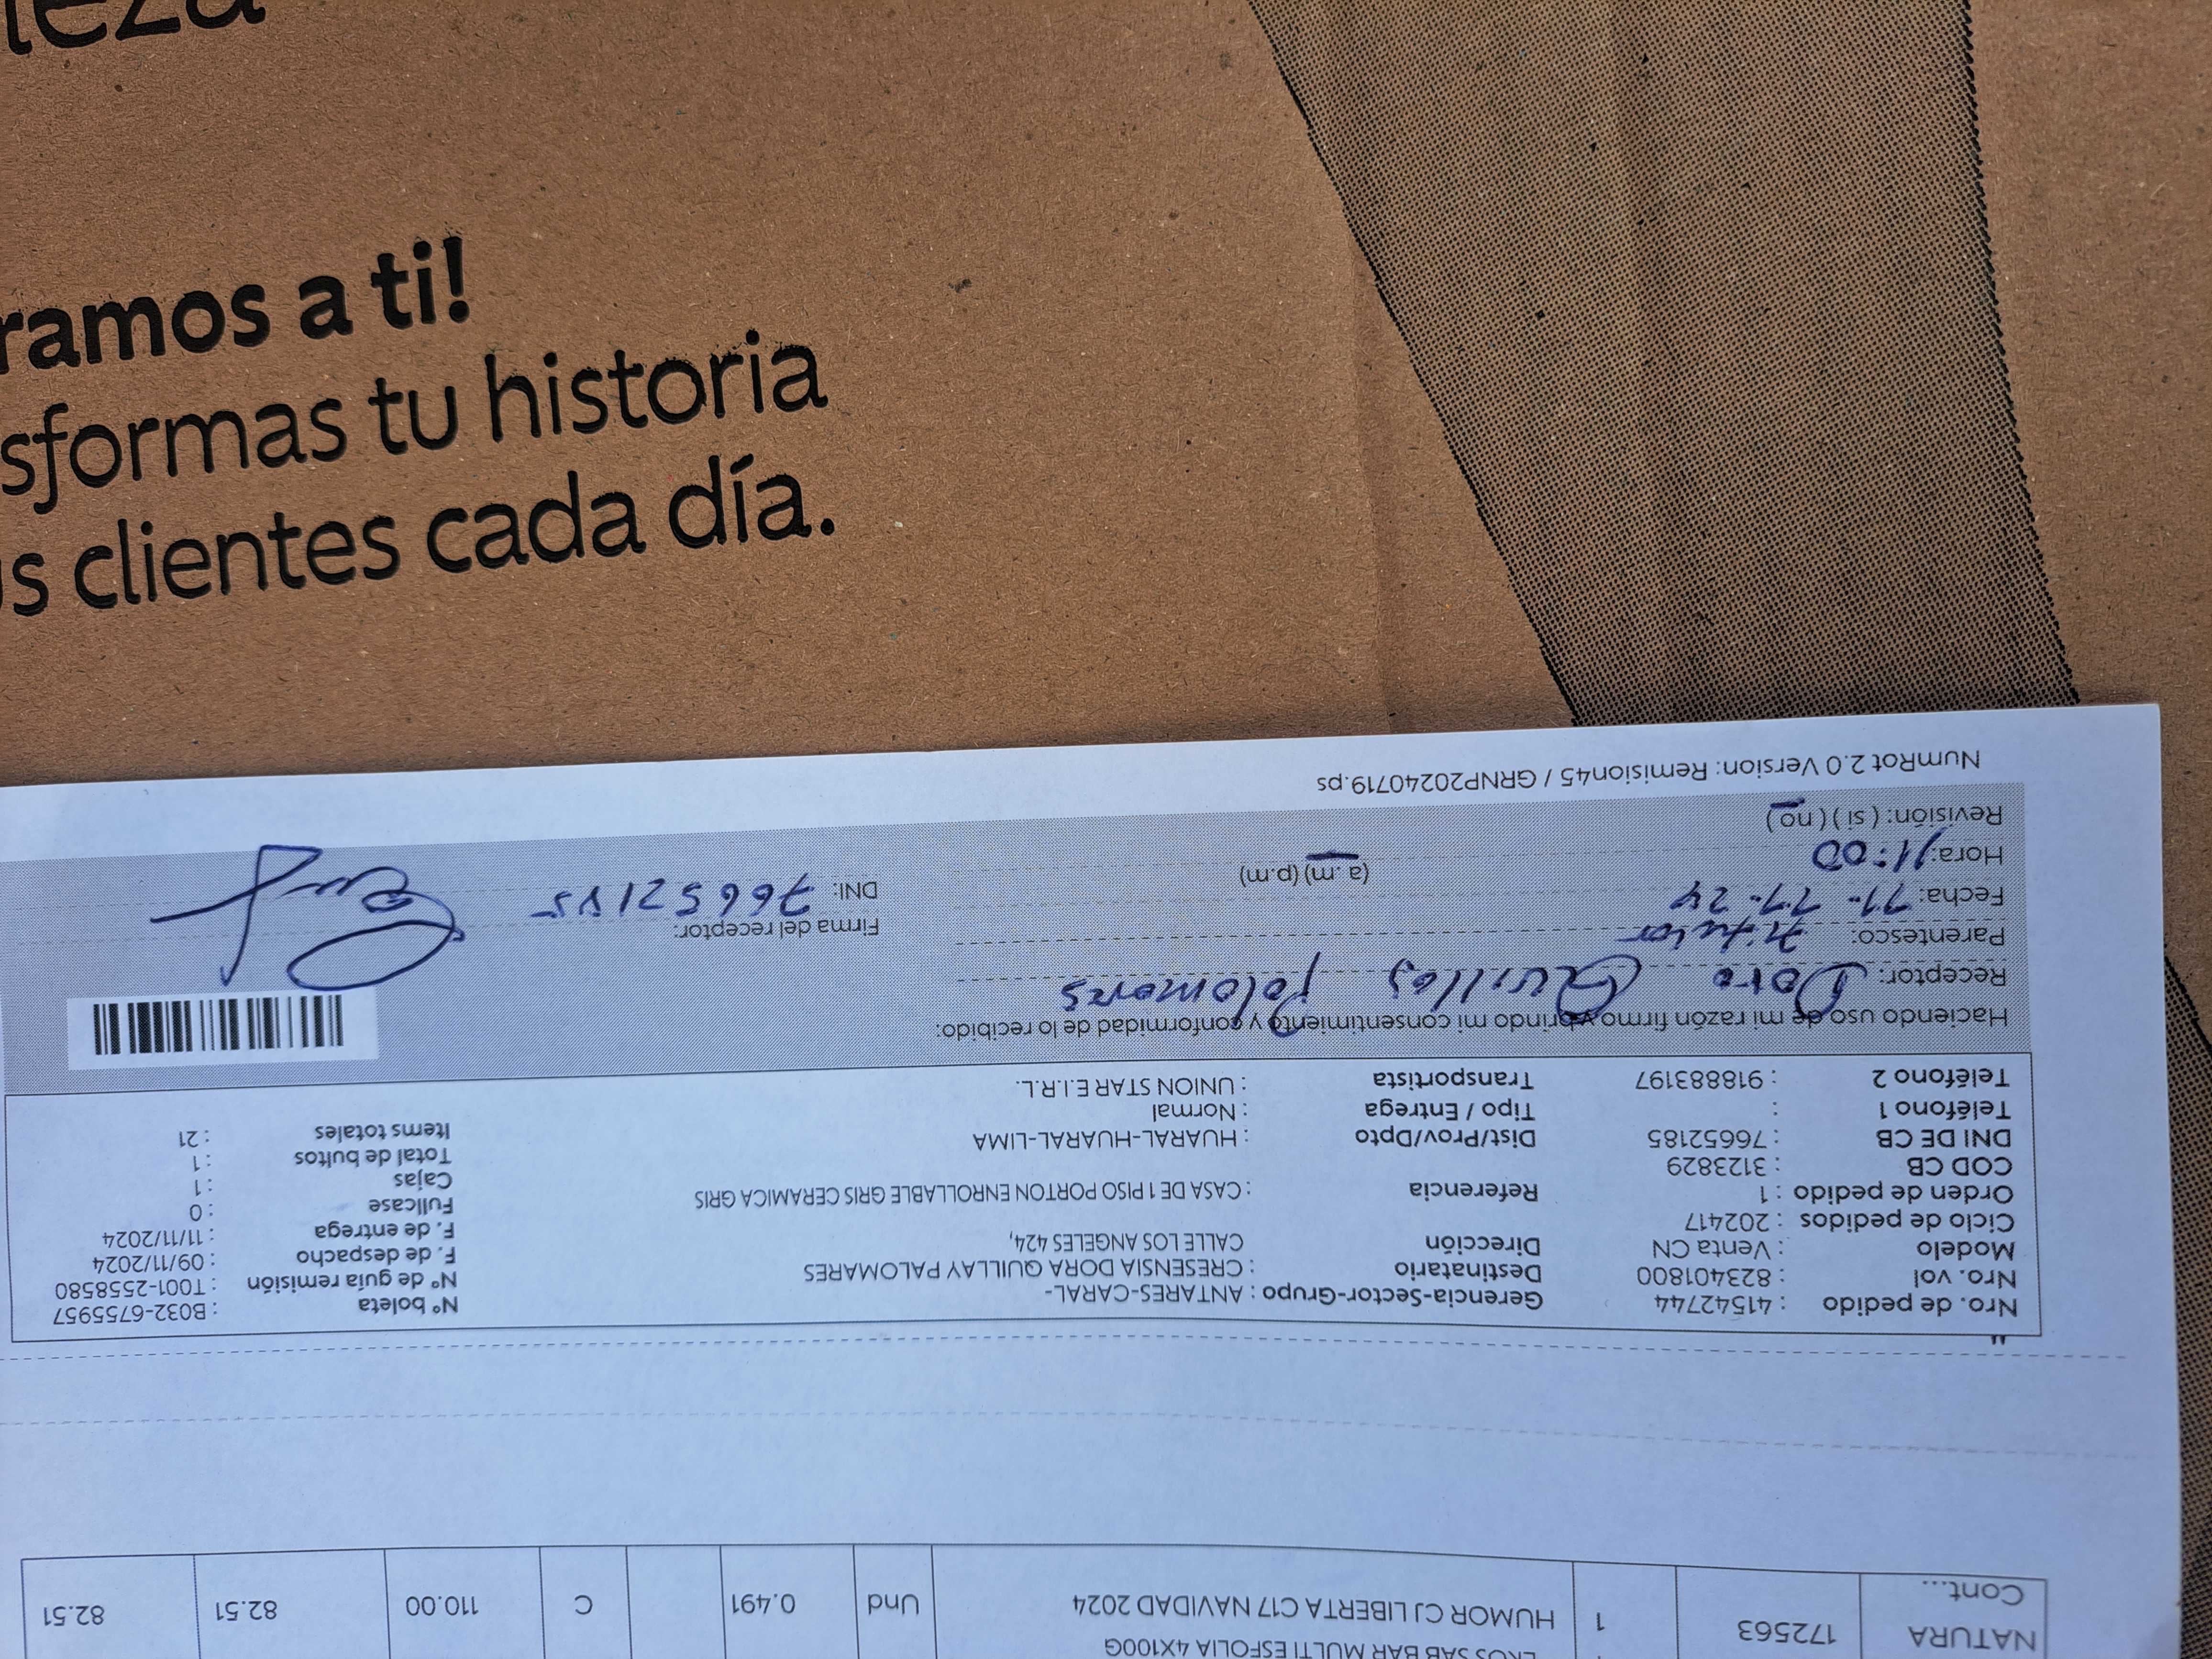 ramos a ti!
sformas tu historia
s clientes cada día.
EKOS SAB BAR MULTI ESFOLIA 4X100G
NATURA Cont... 172563 1 HUMOR CJ LIBERTA C17 NAVIDAD 2024 Und 0.491 C 110.00 82.51 82.51
Nro. de pedido : 41542744 Gerencia-Sector-Grupo : ANTARES-CARAL- N° boleta : B032-6755957
Nro. vol : 823401800 Destinatario : CRESENSIA DORA QUILLAY PALOMARES N° de guía remisión : T001-2558580
Modelo : Venta CN Dirección CALLE LOS ANGELES 424, F. de despacho : 09/11/2024
Ciclo de pedidos : 202417 F. de entrega : 11/11/2024
Orden de pedido : 1 Referencia : CASA DE 1 PISO PORTON ENROLLABLE GRIS CERAMICA GRIS Fullcase : 0
COD CB : 3123829 Cajas : 1
DNI DE CB : 76652185 Dist/Prov/Dpto : HUARAL-HUARAL-LIMA Total de bultos : 1
Teléfono 1 : Tipo / Entrega : Normal Items totales : 21
Teléfono 2 : 918883197 Transportista : UNION STAR E.I.R.L.
Haciendo uso de mi razón firmo y brindo mi consentimiento y conformidad de lo recibido:
Receptor: Dora Quillay Palomares
Parentesco: titular Firma del receptor:
Fecha: 11-11-24 DNI: 76652185
Hora: 11:00 (a.m) (p.m)
Revisión: ( si ) ( no )
NumRot 2.0 Version: Remision45 / GRNP20240719.ps